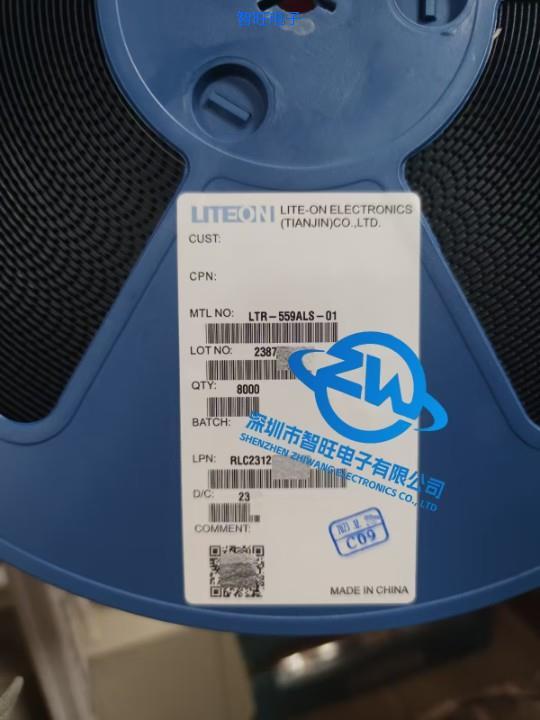 智旺电子
LITEON LITE-ON ELECTRONICS
(TIANJIN)CO.,LTD.
CUST:
CPN:
MTL NO: LTR-559ALS-01
LOT NO: 2387
QTY: 8000
BATCH:
LPN: RLC2312
D/C: 23
COMMENT:
ZW
深圳市智旺电子有限公司
SHENZHEN ZHIWANG ELECTRONICS CO., LTD
C09
MADE IN CHINA